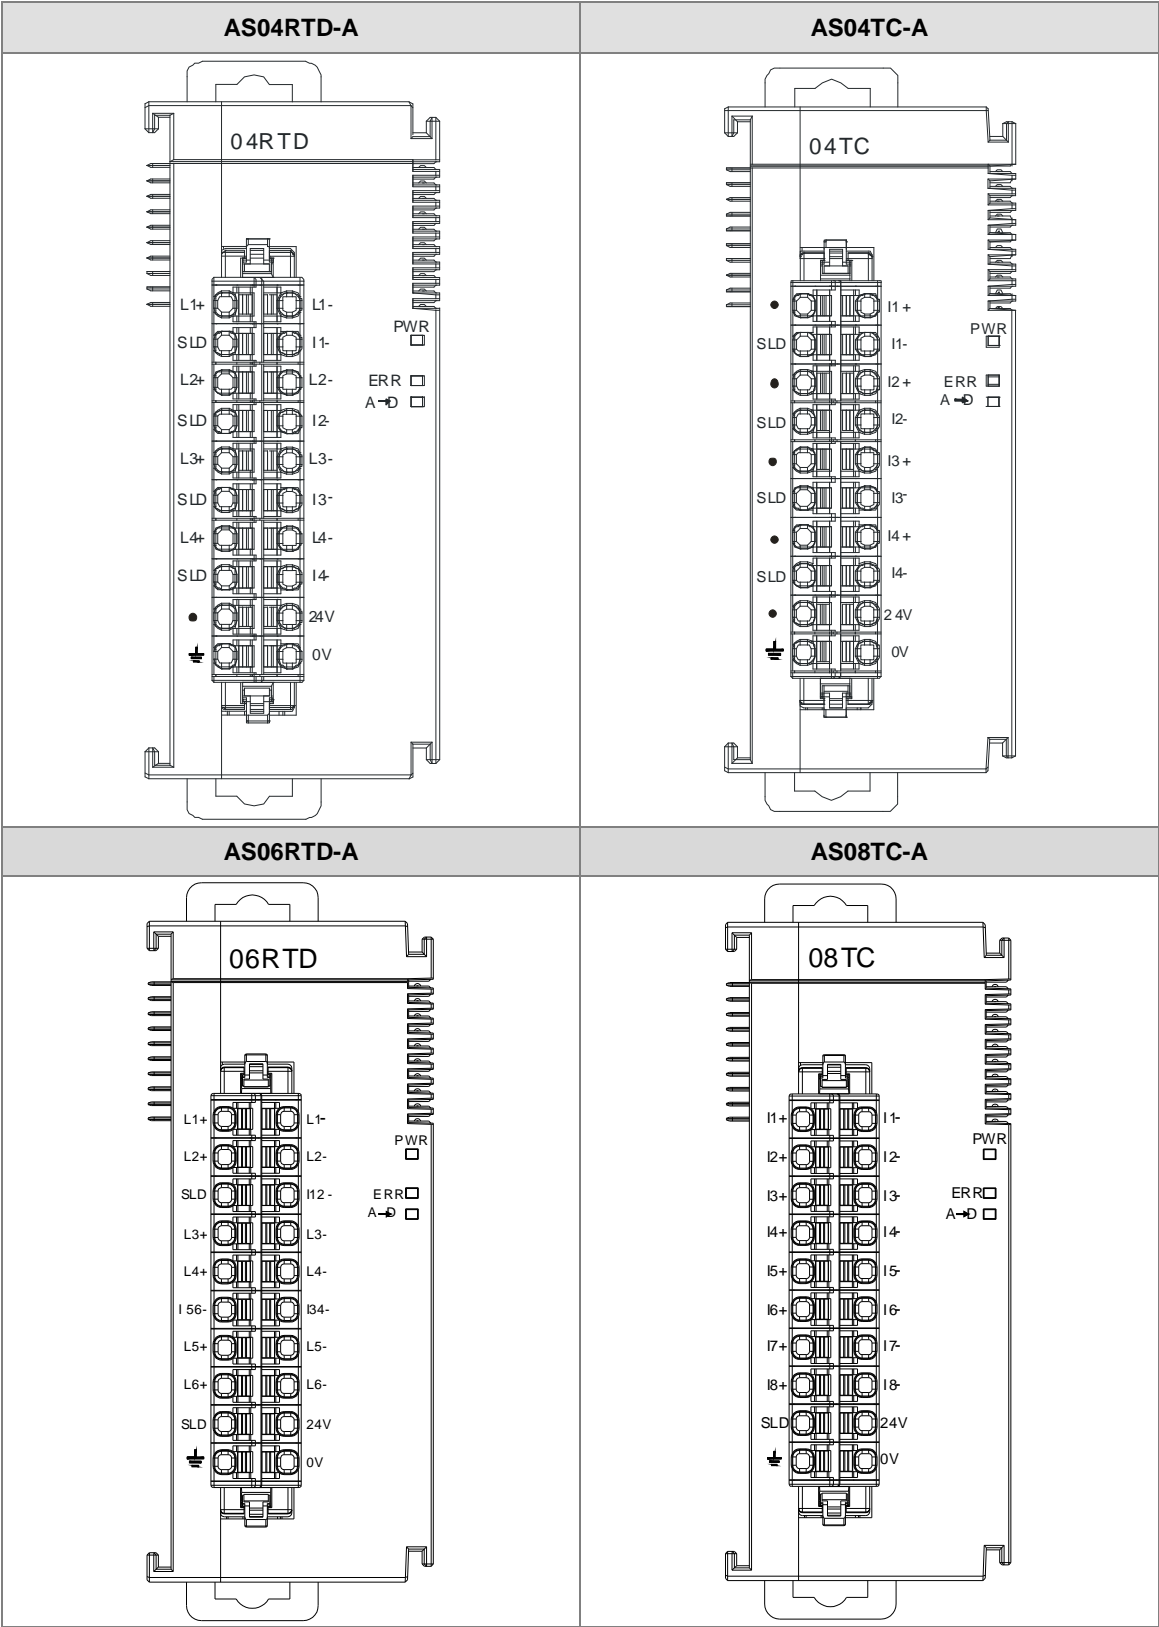 AS04RTD-A
AS04TC-A
04RTD
L1+ L1-
PWR
SLD I1-
L2+ L2- ERR
A→D
SLD I2-
L3+ L3-
SLD I3-
L4+ L4-
SLD I4-
● 24V
0V
04TC
● I1+
PWR
SLD I1-
● I2+ ERR
A→D
SLD I2-
● I3+
SLD I3-
● I4+
SLD I4-
● 24V
0V
AS06RTD-A
AS08TC-A
06RTD
L1+ L1-
PWR
L2+ L2-
SLD I12- ERR
A→D
L3+ L3-
L4+ L4-
I56- I34-
L5+ L5-
L6+ L6-
SLD 24V
0V
08TC
I1+ I1-
PWR
I2+ I2-
I3+ I3- ERR
A→D
I4+ I4-
I5+ I5-
I6+ I6-
I7+ I7-
I8+ I8-
SLD 24V
0V